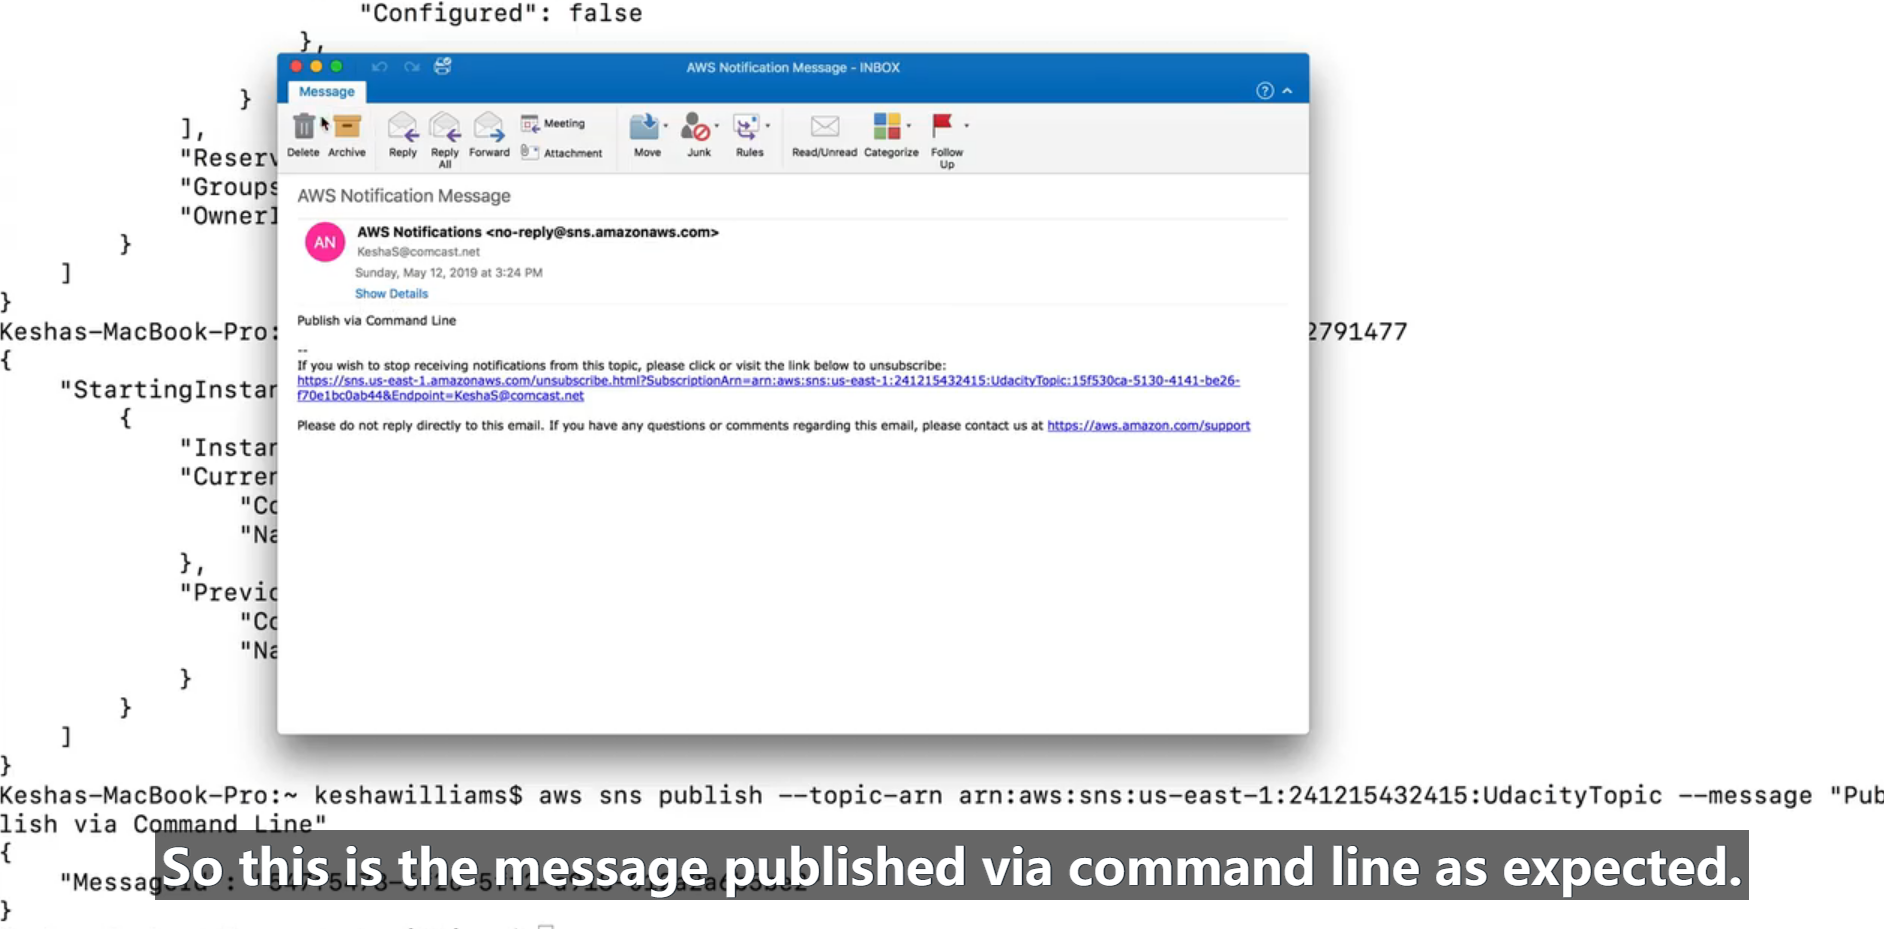 "Configured": false
},
AWS Notification Message - INBOX
Message
}
],
Delete Archive Reply Reply All Forward Meeting Attachment Move Junk Rules Read/Unread Categorize Follow Up
"Reserv
"Groups
"OwnerI
}
]
}
AWS Notification Message
AN
AWS Notifications <no-reply@sns.amazonaws.com>
KeshaS@comcast.net
Sunday, May 12, 2019 at 3:24 PM
Show Details
Publish via Command Line
--
If you wish to stop receiving notifications from this topic, please click or visit the link below to unsubscribe:
https://sns.us-east-1.amazonaws.com/unsubscribe.html?SubscriptionArn=arn:aws:sns:us-east-1:241215432415:UdacityTopic:15f530ca-5130-4141-be26-
f70e1bc0ab44&Endpoint=KeshaS@comcast.net
Please do not reply directly to this email. If you have any questions or comments regarding this email, please contact us at https://aws.amazon.com/support
Keshas-MacBook-Pro: 2791477
{
"StartingInstan
{
"Instan
"Curren
"Co
"Na
},
"Previo
"Co
"Na
}
}
]
}
Keshas-MacBook-Pro:~ keshawilliams$ aws sns publish --topic-arn arn:aws:sns:us-east-1:241215432415:UdacityTopic --message "Pub
lish via Command Line"
{
"Messag
}
So this is the message published via command line as expected.